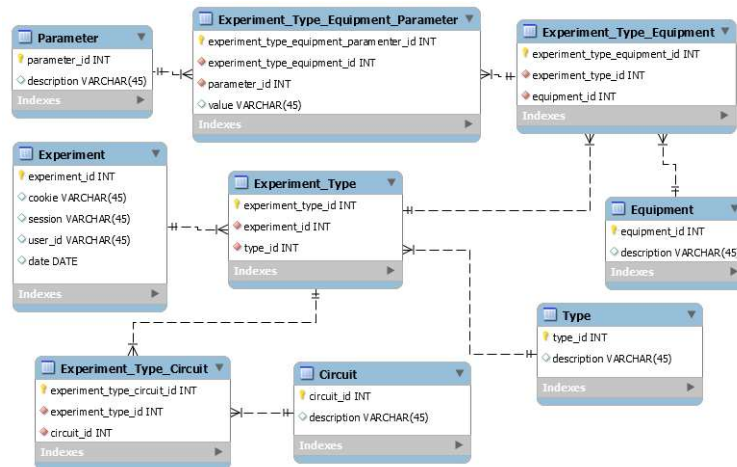 Parameter
parameter_id INT
description VARCHAR(45)
Indexes
Experiment_Type_Equipment_Parameter
experiment_type_equipment_paramenter_id INT
experiment_type_equipment_id INT
parameter_id INT
value VARCHAR(45)
Indexes
Experiment_Type_Equipment
experiment_type_equipment_id INT
experiment_type_id INT
equipment_id INT
Indexes
Experiment
experiment_id INT
cookie VARCHAR(45)
session VARCHAR(45)
user_id VARCHAR(45)
date DATE
Indexes
Experiment_Type
experiment_type_id INT
experiment_id INT
type_id INT
Indexes
Equipment
equipment_id INT
description VARCHAR(45)
Indexes
Type
type_id INT
description VARCHAR(45)
Indexes
Experiment_Type_Circuit
experiment_type_circuit_id INT
experiment_type_id INT
circuit_id INT
Indexes
Circuit
circuit_id INT
description VARCHAR(45)
Indexes